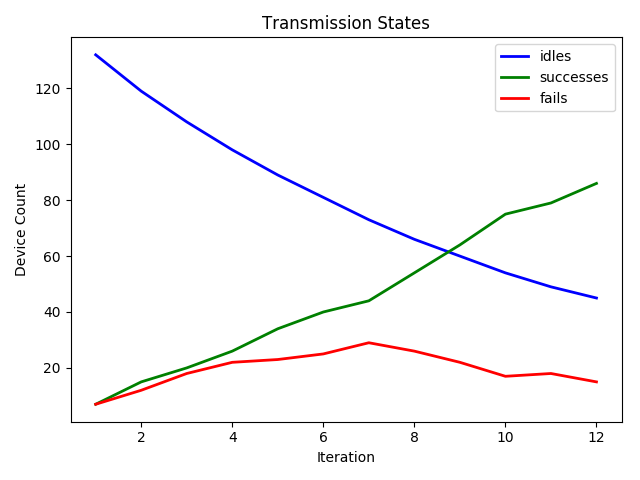 Transmission States
idles
successes
fails
Device Count
120
100
80
60
40
20
2 4 6 8 10 12
Iteration